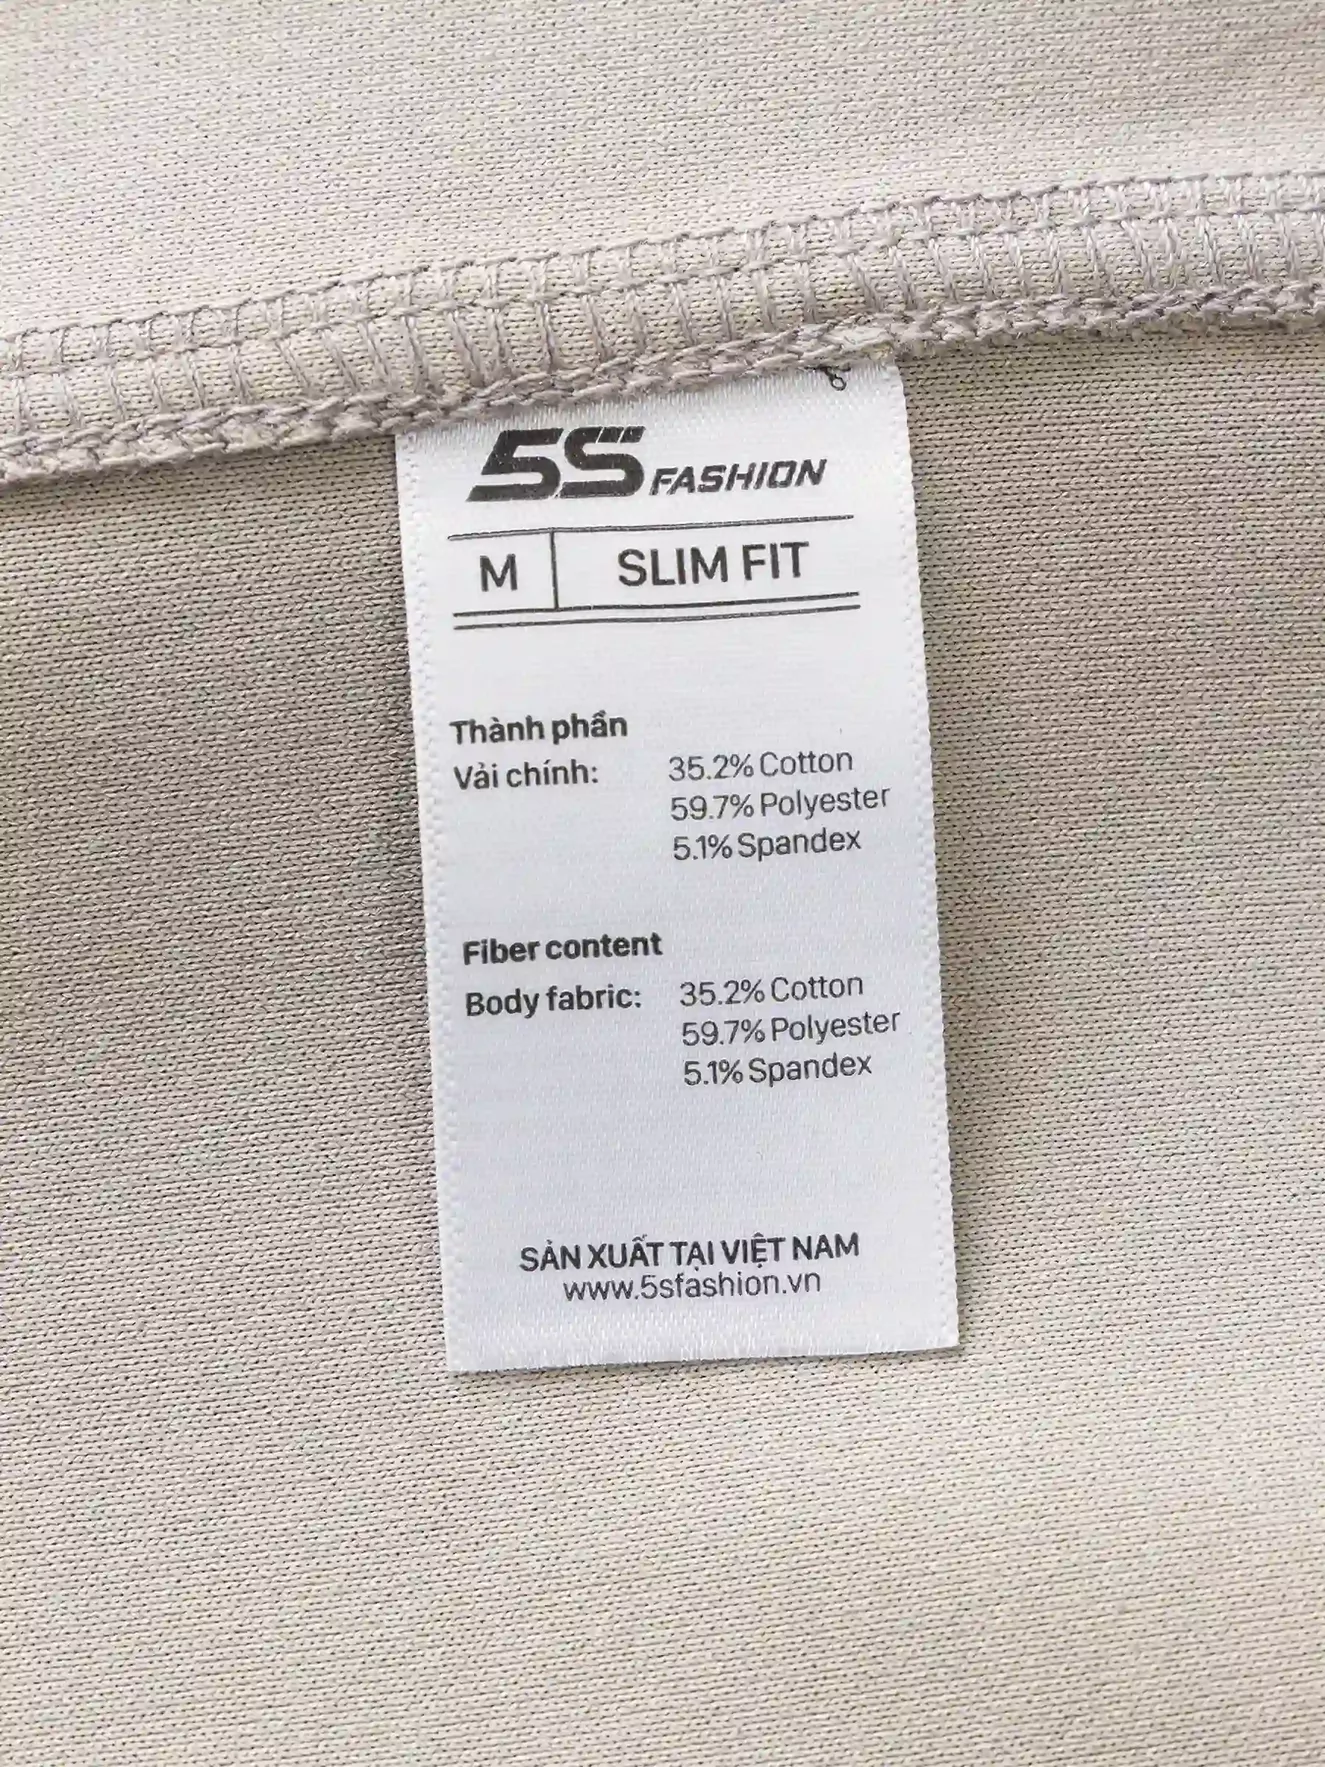 5S FASHION
M SLIM FIT
Thành phần
Vải chính: 35.2% Cotton
59.7% Polyester
5.1% Spandex
Fiber content
Body fabric: 35.2% Cotton
59.7% Polyester
5.1% Spandex
SẢN XUẤT TẠI VIỆT NAM
www.5sfashion.vn